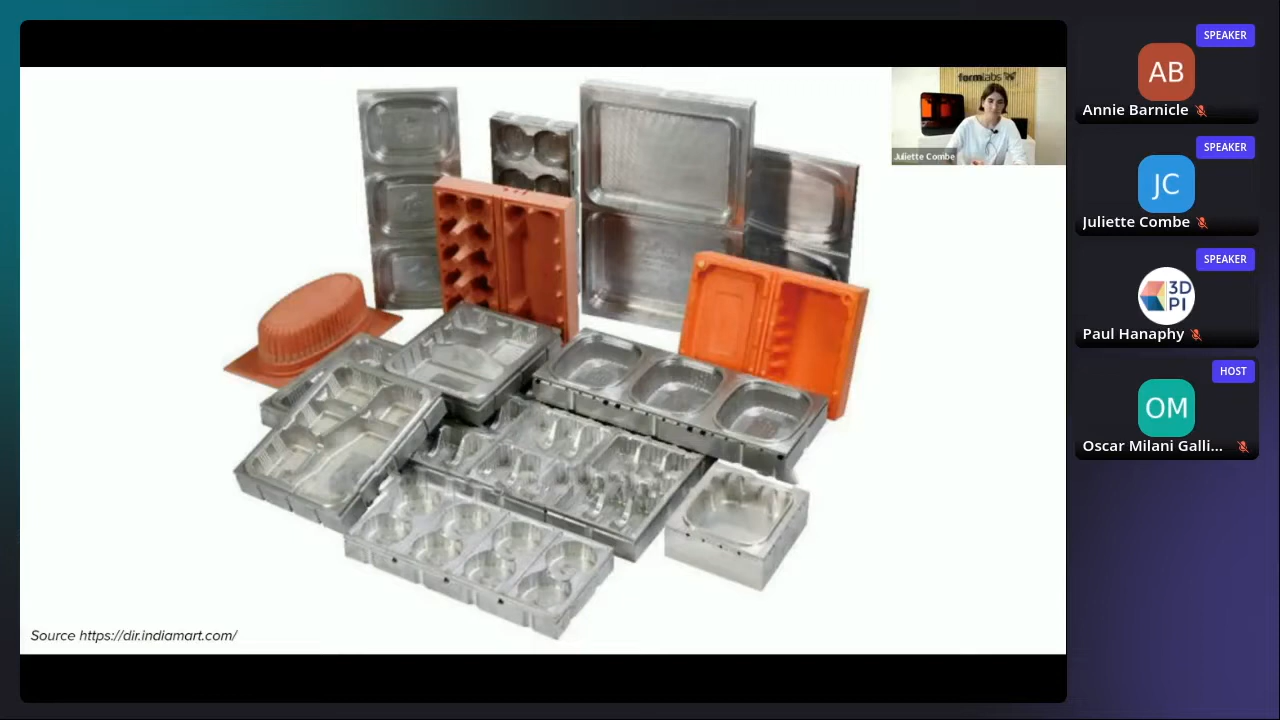 formlabs
Juliette Combe
Source https://dir.indiamart.com/
SPEAKER
AB
Annie Barnicle
SPEAKER
JC
Juliette Combe
SPEAKER
3D
PI
Paul Hanaphy
HOST
OM
Oscar Milani Galli...